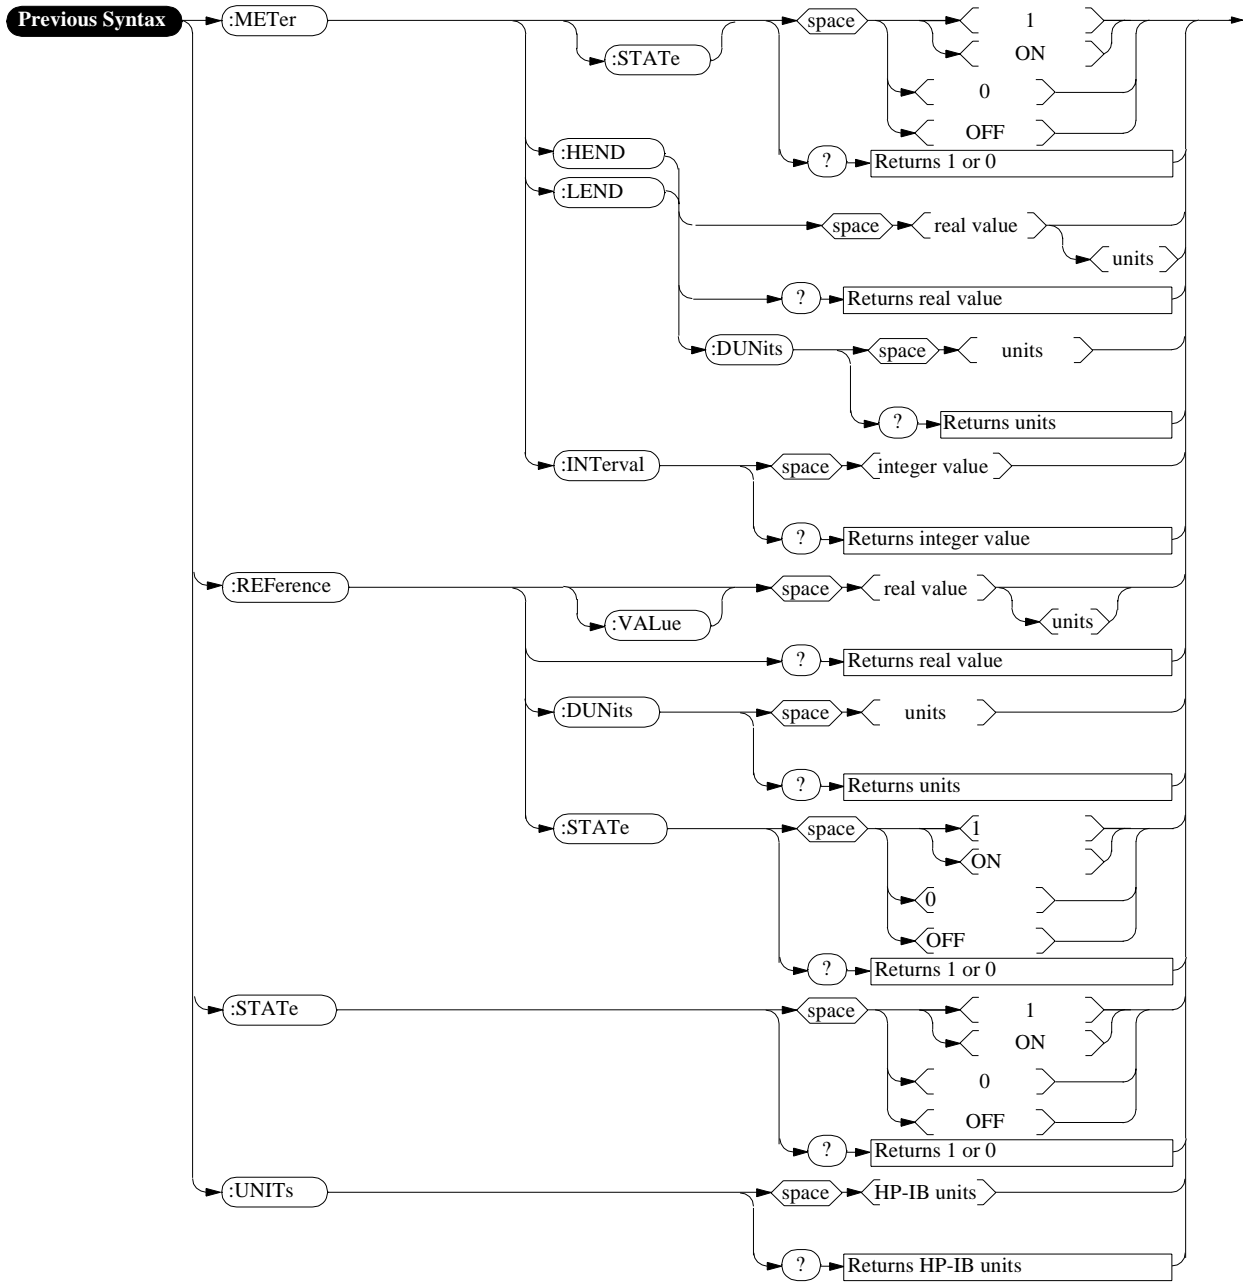 Previous Syntax :METer space 1
:STATe ON
0
OFF
:HEND ? Returns 1 or 0
:LEND
space real value
units
? Returns real value
:DUNits space units
? Returns units
:INTerval space integer value
? Returns integer value
:REFerence space real value
:VALue units
? Returns real value
:DUNits space units
? Returns units
:STATe space 1
ON
0
OFF
? Returns 1 or 0
:STATe space 1
ON
0
OFF
? Returns 1 or 0
:UNITs space HP-IB units
? Returns HP-IB units